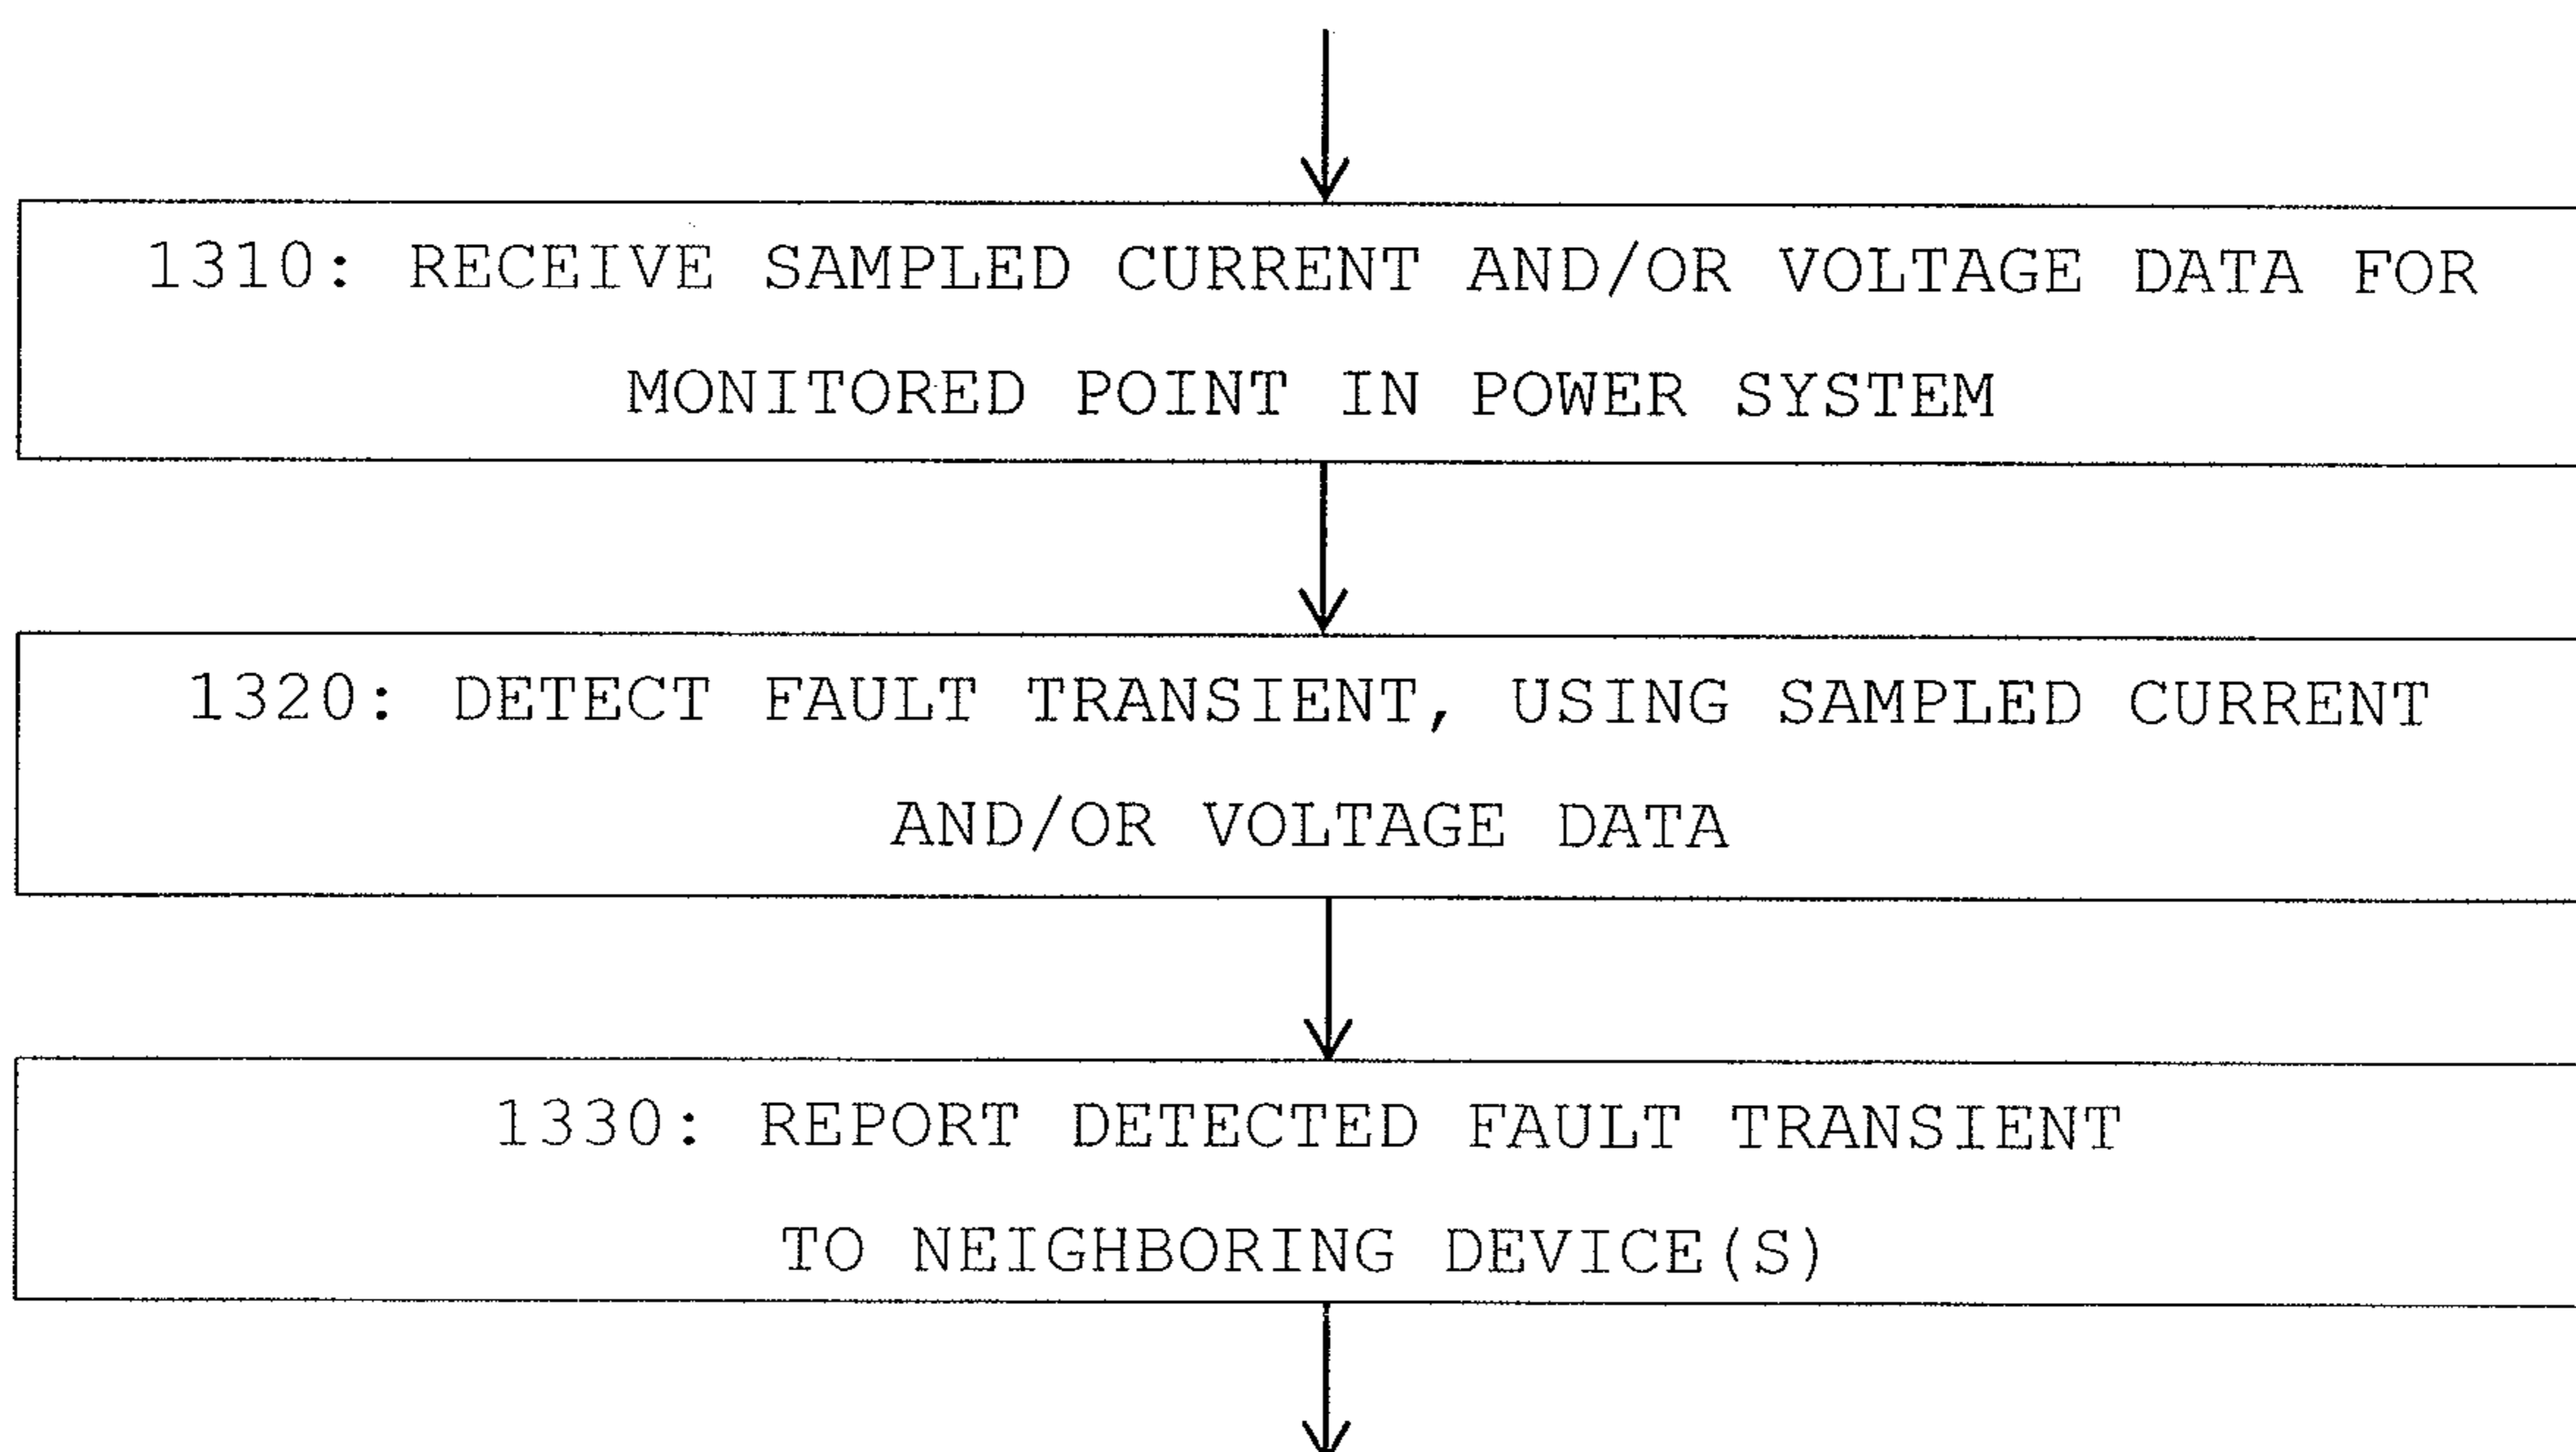 1310: RECEIVE SAMPLED CURRENT AND/OR VOLTAGE DATA FOR
MONITORED POINT IN POWER SYSTEM
1320: DETECT FAULT TRANSIENT, USING SAMPLED CURRENT
AND/OR VOLTAGE DATA
1330: REPORT DETECTED FAULT TRANSIENT
TO NEIGHBORING DEVICE(S)